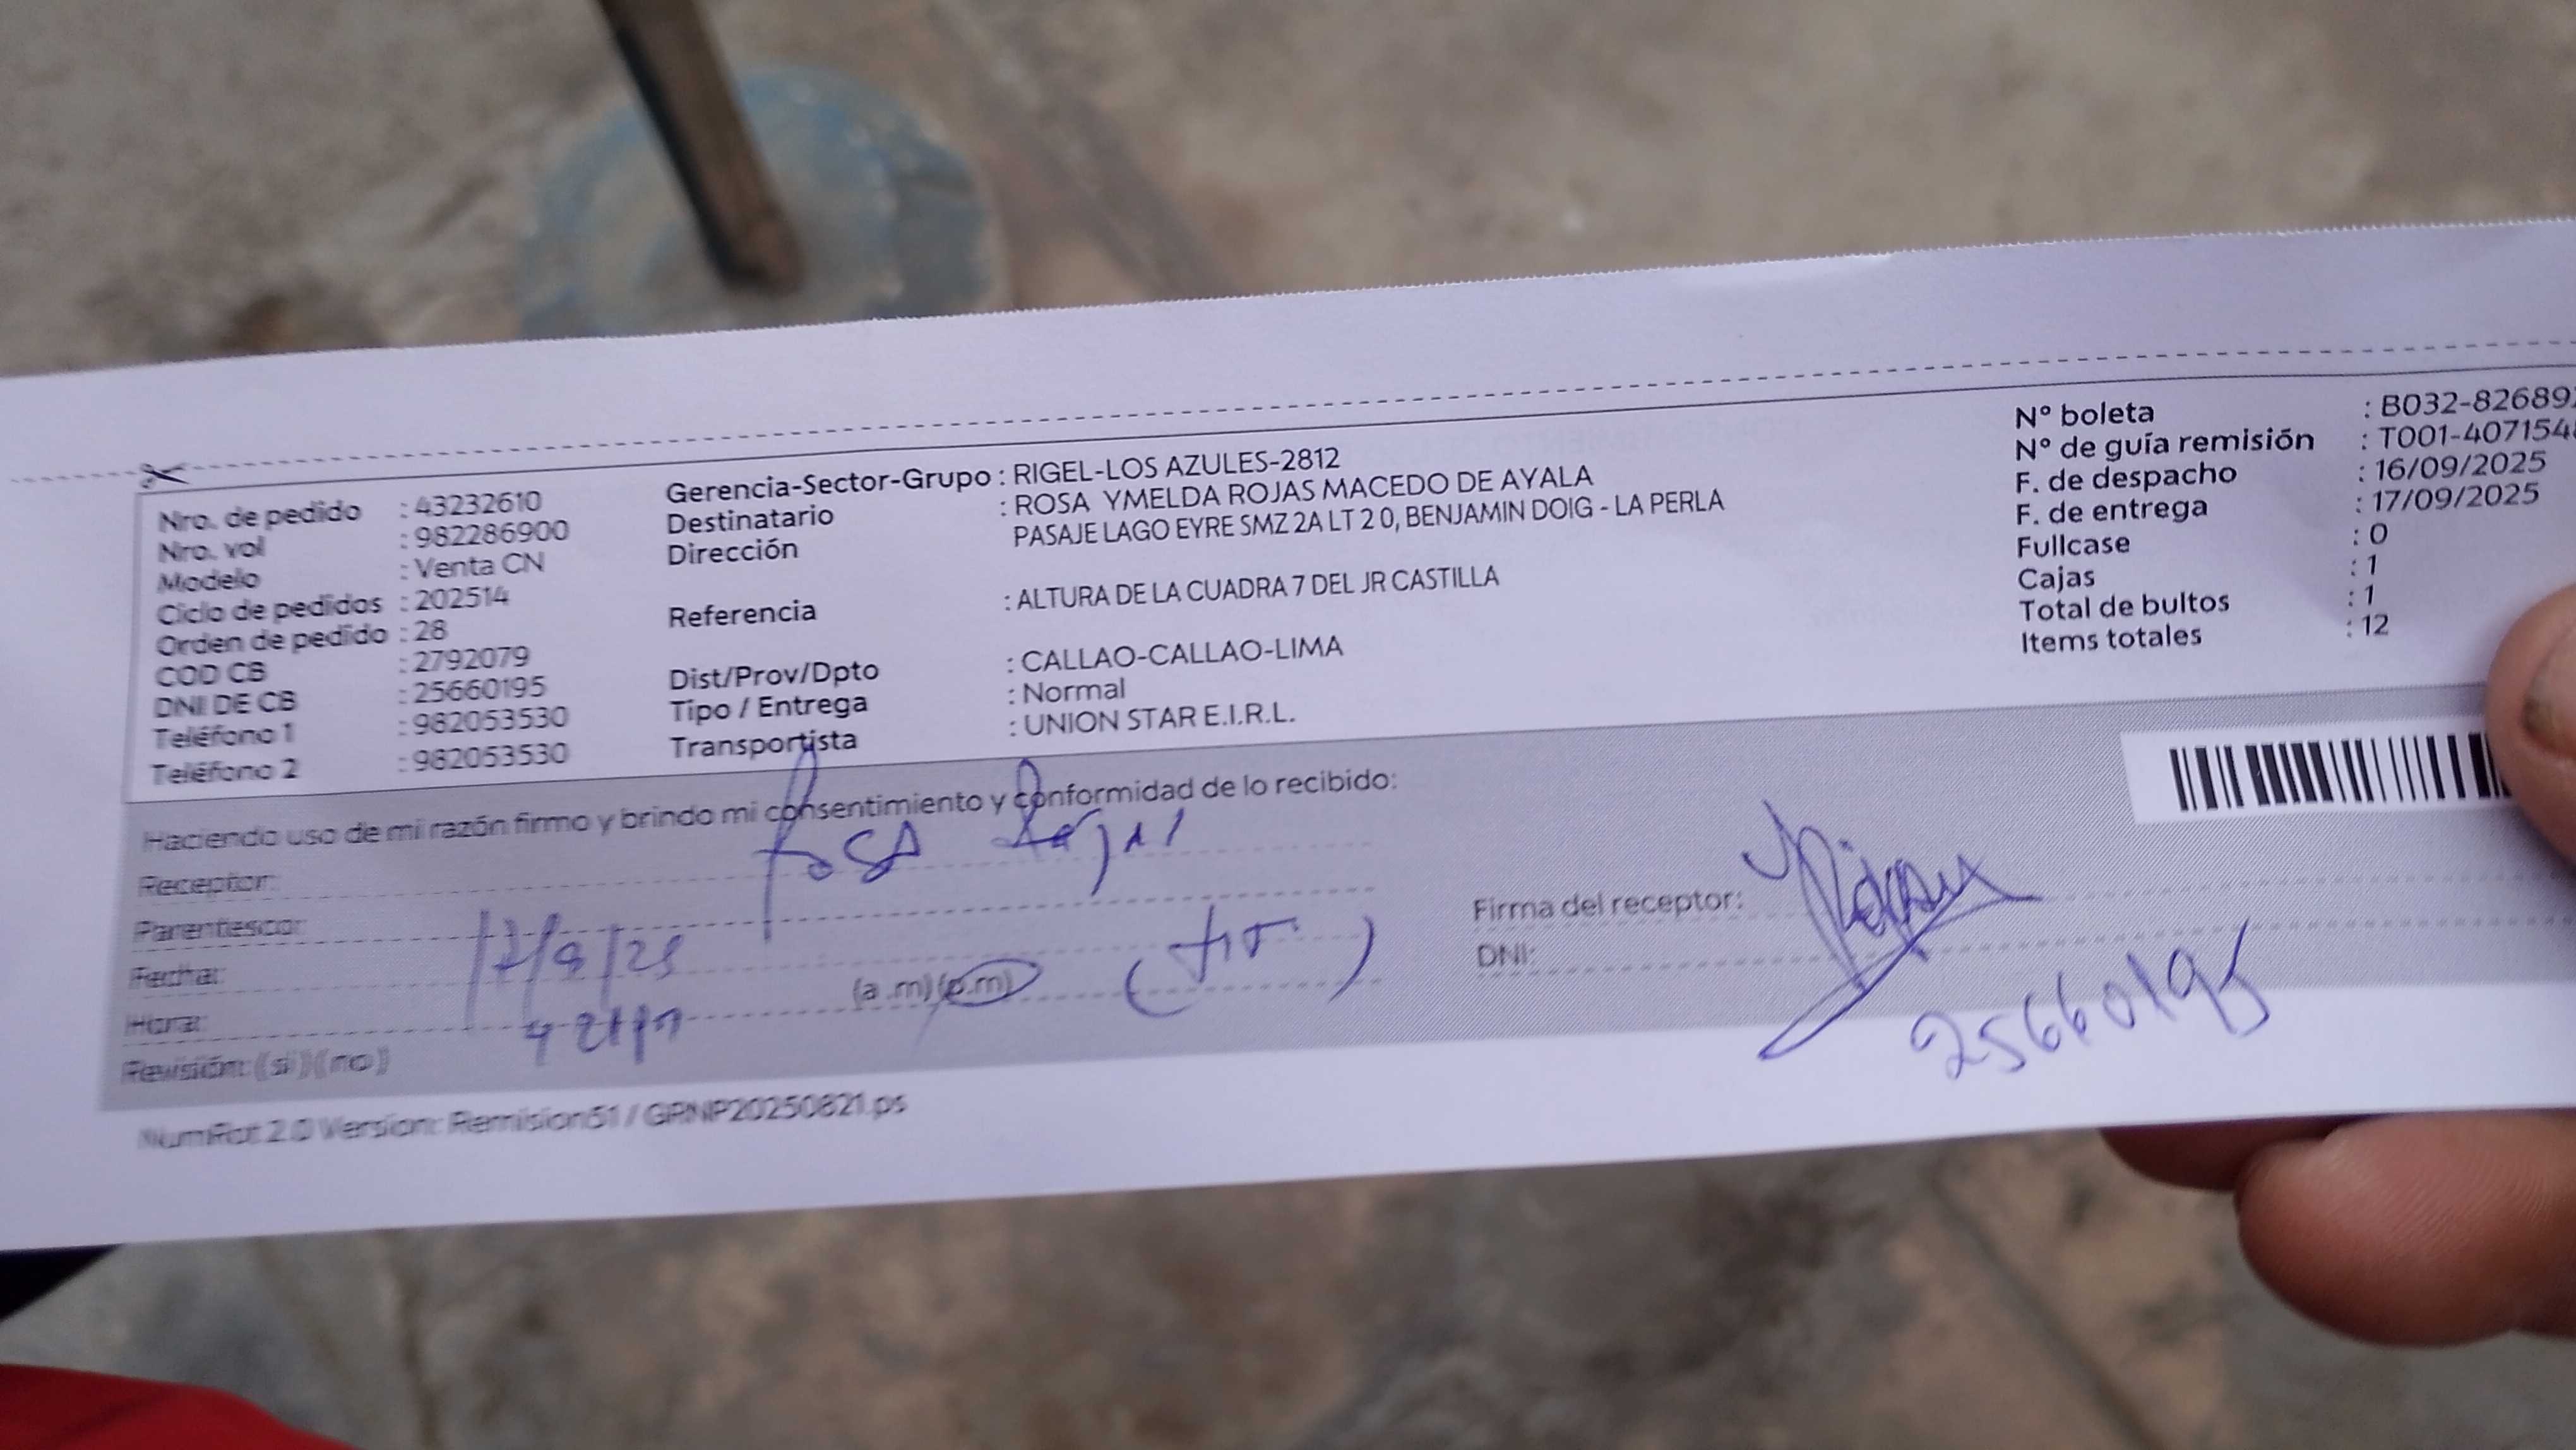 Nro. de pedido : 43232610
Nro. vol : 982286900
Modelo : Venta CN
Ciclo de pedidos : 202514
Orden de pedido : 28
COD CB : 2792079
DNI DE CB : 25660195
Teléfono 1 : 982053530
Teléfono 2 : 982053530
Gerencia-Sector-Grupo : RIGEL-LOS AZULES-2812
Destinatario : ROSA YMELDA ROJAS MACEDO DE AYALA
Dirección PASAJE LAGO EYRE SMZ 2A LT 2 0, BENJAMIN DOIG - LA PERLA
Referencia : ALTURA DE LA CUADRA 7 DEL JR CASTILLA
Dist/Prov/Dpto : CALLAO-CALLAO-LIMA
Tipo / Entrega : Normal
Transportista : UNION STAR E.I.R.L.
N° boleta : B032-82689
N° de guía remisión : T001-407154
F. de despacho : 16/09/2025
F. de entrega : 17/09/2025
Fullcase : 0
Cajas : 1
Total de bultos : 1
Items totales : 12
Haciendo uso de mi razón firmo y brindo mi consentimiento y conformidad de lo recibido:
Receptor: Rosa Rojas
Parentesco:
Fecha: 17/9/25
Hora: (a .m) (p.m)
Revisión: (si) (no)
Firma del receptor:
DNI: 25660195
NumRot 2.0 Version: Remision51 / GRNP20250821.ps